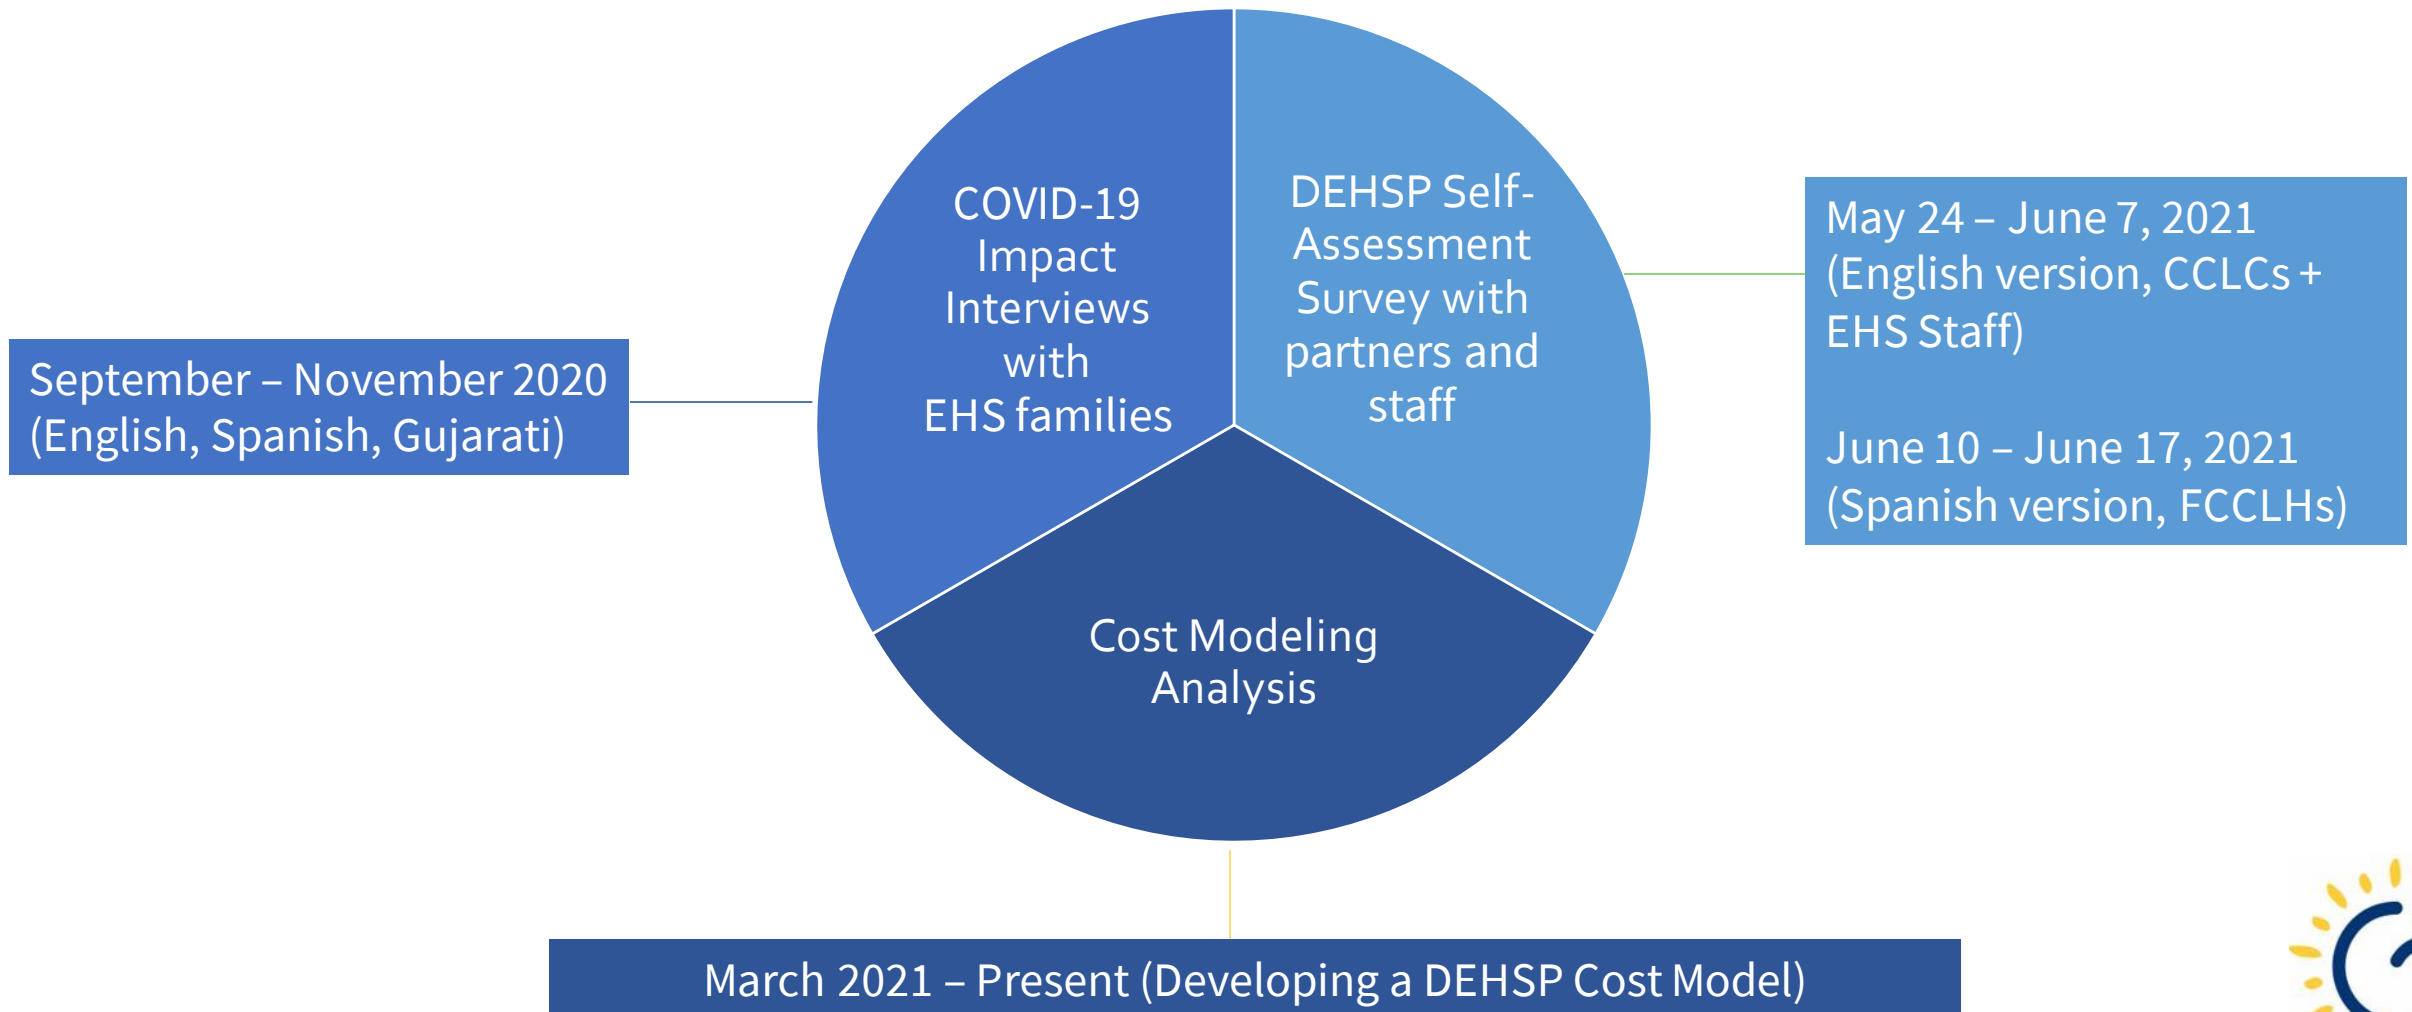 COVID-19
Impact
Interviews
with
EHS families
DEHSP Self-
Assessment
Survey with
partners and
staff
Cost Modeling
Analysis
September – November 2020
(English, Spanish, Gujarati)
May 24 – June 7, 2021
(English version, CCLCs +
EHS Staff)
June 10 – June 17, 2021
(Spanish version, FCCLHs)
March 2021 – Present (Developing a DEHSP Cost Model)